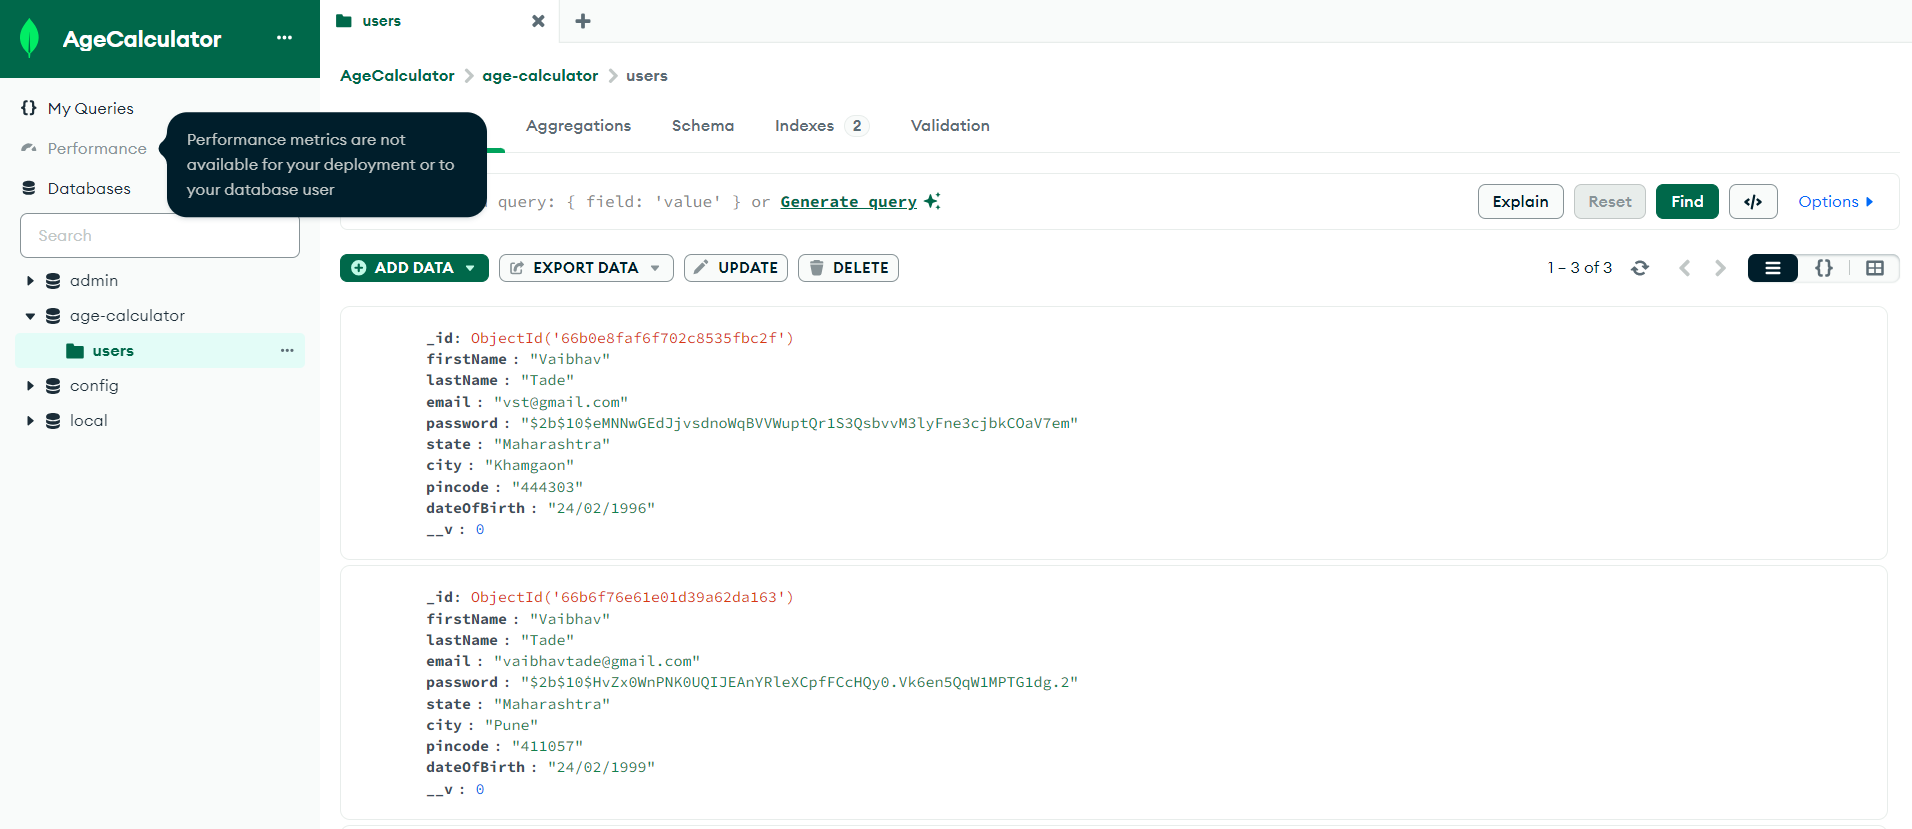 AgeCalculator
users
AgeCalculator > age-calculator > users
My Queries
Performance
Databases
Performance metrics are not
available for your deployment or to
your database user
Aggregations Schema Indexes 2 Validation
query: { field: 'value' } or Generate query
Explain Reset Find </> Options
Search
ADD DATA EXPORT DATA UPDATE DELETE
1 – 3 of 3 {}
admin
age-calculator
users
config
local
_id: ObjectId('66b0e8faf6f702c8535fbc2f')
firstName : "Vaibhav"
lastName : "Tade"
email : "vst@gmail.com"
password : "$2b$10$eMNNwGEdJjvsdnoWqBVVWuptQr1S3QsbvvM3lyFne3cjbkCOaV7em"
state : "Maharashtra"
city : "Khamgaon"
pincode : "444303"
dateOfBirth : "24/02/1996"
__v : 0
_id: ObjectId('66b6f76e61e01d39a62da163')
firstName : "Vaibhav"
lastName : "Tade"
email : "vaibhavtade@gmail.com"
password : "$2b$10$HvZx0WnPNK0UQIJEAnYRleXCpfFCcHQy0.Vk6en5QqW1MPTG1dg.2"
state : "Maharashtra"
city : "Pune"
pincode : "411057"
dateOfBirth : "24/02/1999"
__v : 0